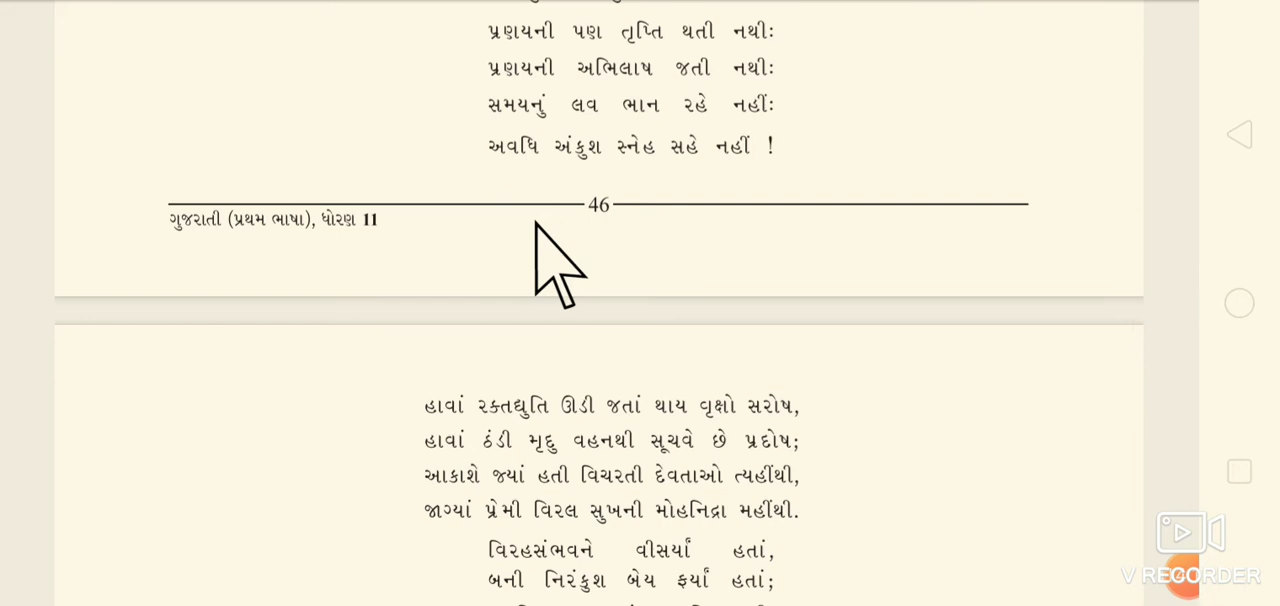 પ્રણયની પણ તૃપ્તિ થતી નથીઃ
પ્રણયની અભિલાષ જતી નથીઃ
સમયનું લવ ભાન રહે નહીંઃ
અવધિ અંકુશ સ્નેહ સહે નહીં !
46
ગુજરાતી (પ્રથમ ભાષા), ધોરણ 11
હાવાં રક્તદ્યુતિ ઊડી જતાં થાય વૃક્ષો સરોષ,
હાવાં ઠંડી મૃદુ વહનથી સૂચવે છે પ્રદોષ;
આકાશે જ્યાં હતી વિચરતી દેવતાઓ ત્યહીંથી,
જાગ્યાં પ્રેમી વિરલ સુખની મોહનિદ્રા મહીંથી.
વિરહસંભવને વીસર્યાં હતાં,
બની નિરંકુશ બેય ફર્યાં હતાં;
V RECORDER